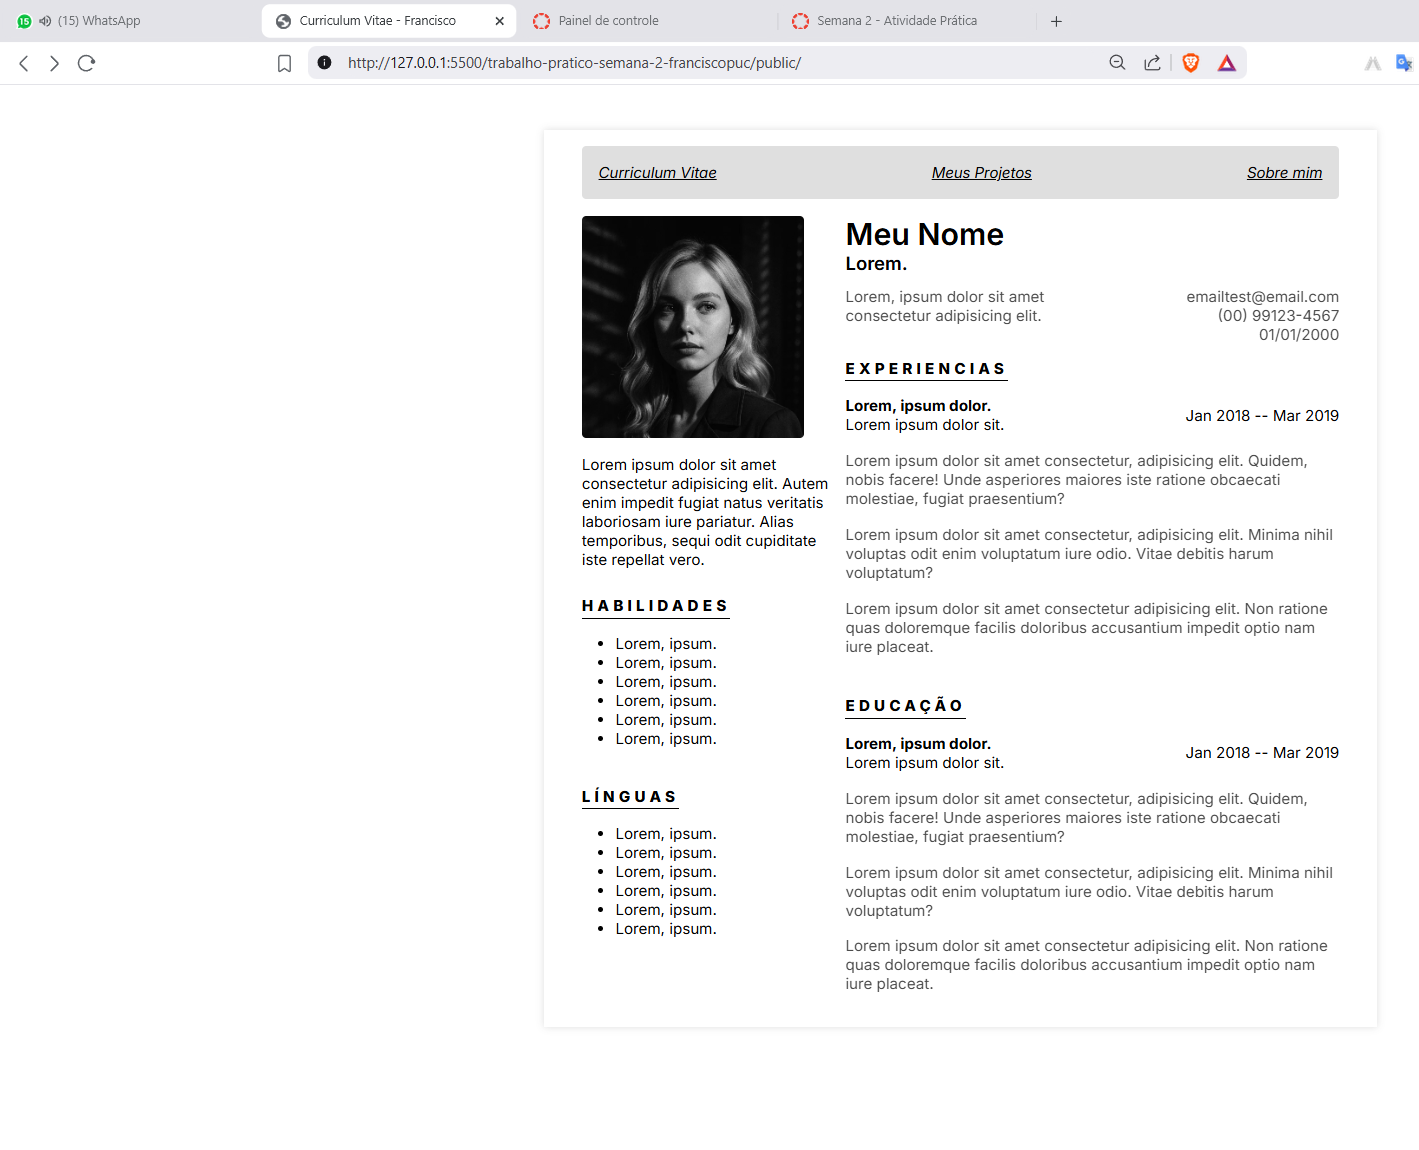 15 (15) WhatsApp
Curriculum Vitae - Francisco
Painel de controle
Semana 2 - Atividade Prática
http://127.0.0.1:5500/trabalho-pratico-semana-2-franciscopuc/public/
Curriculum Vitae
Meus Projetos
Sobre mim
Lorem ipsum dolor sit amet
consectetur adipisicing elit. Autem
enim impedit fugiat natus veritatis
laboriosam iure pariatur. Alias
temporibus, sequi odit cupiditate
iste repellat vero.
HABILIDADES
Lorem, ipsum.
Lorem, ipsum.
Lorem, ipsum.
Lorem, ipsum.
Lorem, ipsum.
Lorem, ipsum.
LÍNGUAS
Lorem, ipsum.
Lorem, ipsum.
Lorem, ipsum.
Lorem, ipsum.
Lorem, ipsum.
Lorem, ipsum.
Meu Nome
Lorem.
Lorem, ipsum dolor sit amet
consectetur adipisicing elit.
emailtest@email.com
(00) 99123-4567
01/01/2000
EXPERIENCIAS
Lorem, ipsum dolor.
Lorem ipsum dolor sit.
Jan 2018 -- Mar 2019
Lorem ipsum dolor sit amet consectetur, adipisicing elit. Quidem,
nobis facere! Unde asperiores maiores iste ratione obcaecati
molestiae, fugiat praesentium?
Lorem ipsum dolor sit amet consectetur, adipisicing elit. Minima nihil
voluptas odit enim voluptatum iure odio. Vitae debitis harum
voluptatum?
Lorem ipsum dolor sit amet consectetur adipisicing elit. Non ratione
quas doloremque facilis doloribus accusantium impedit optio nam
iure placeat.
EDUCAÇÃO
Lorem, ipsum dolor.
Lorem ipsum dolor sit.
Jan 2018 -- Mar 2019
Lorem ipsum dolor sit amet consectetur, adipisicing elit. Quidem,
nobis facere! Unde asperiores maiores iste ratione obcaecati
molestiae, fugiat praesentium?
Lorem ipsum dolor sit amet consectetur, adipisicing elit. Minima nihil
voluptas odit enim voluptatum iure odio. Vitae debitis harum
voluptatum?
Lorem ipsum dolor sit amet consectetur adipisicing elit. Non ratione
quas doloremque facilis doloribus accusantium impedit optio nam
iure placeat.